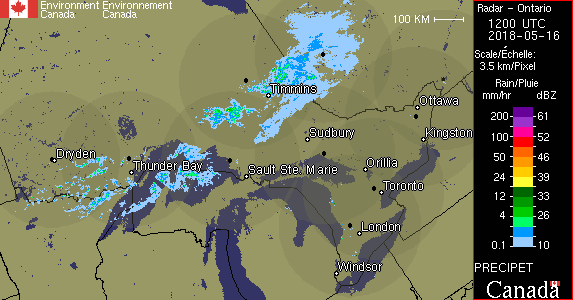 Environment Environnement
Canada Canada
100 KM
Timmins
Ottawa
Sudbury
Kingston
Dryden
Thunder Bay
Sault Ste. Marie
Orillia
Toronto
London
Windsor
Radar - Ontario
1200 UTC
2018-05-16
Scale/Échelle:
3.5 km/Pixel
Rain/Pluie
mm/hr dBZ
200 61
100 52
50 46
24 39
12 33
4 26
0.1 10
PRECIPET
Canada